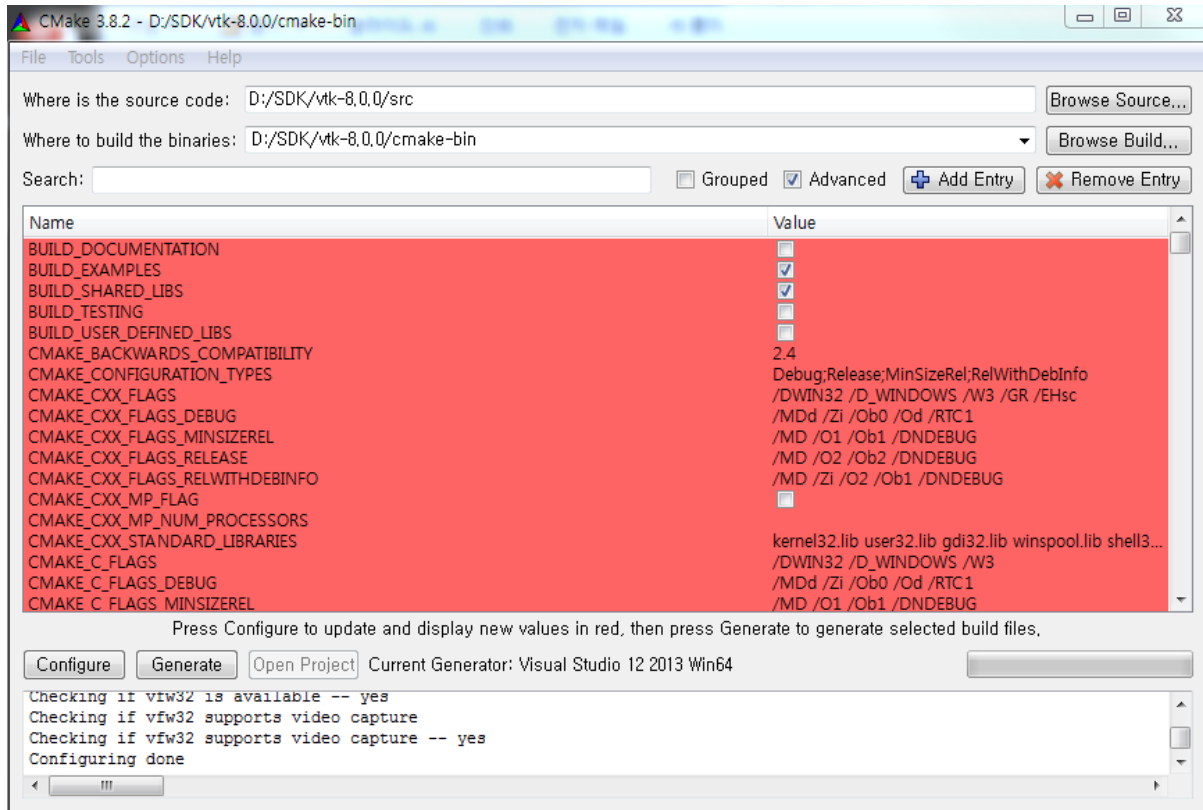 CMake 3.8.2 - D:/SDK/vtk-8.0.0/cmake-bin
File Tools Options Help
Where is the source code: D:/SDK/vtk-8,0,0/src Browse Source,,,
Where to build the binaries: D:/SDK/vtk-8,0,0/cmake-bin Browse Build,,,
Search: Grouped Advanced Add Entry Remove Entry
Name Value
BUILD_DOCUMENTATION
BUILD_EXAMPLES
BUILD_SHARED_LIBS
BUILD_TESTING
BUILD_USER_DEFINED_LIBS
CMAKE_BACKWARDS_COMPATIBILITY 2.4
CMAKE_CONFIGURATION_TYPES Debug;Release;MinSizeRel;RelWithDebInfo
CMAKE_CXX_FLAGS /DWIN32 /D_WINDOWS /W3 /GR /EHsc
CMAKE_CXX_FLAGS_DEBUG /MDd /Zi /Ob0 /Od /RTC1
CMAKE_CXX_FLAGS_MINSIZEREL /MD /O1 /Ob1 /DNDEBUG
CMAKE_CXX_FLAGS_RELEASE /MD /O2 /Ob2 /DNDEBUG
CMAKE_CXX_FLAGS_RELWITHDEBINFO /MD /Zi /O2 /Ob1 /DNDEBUG
CMAKE_CXX_MP_FLAG
CMAKE_CXX_MP_NUM_PROCESSORS
CMAKE_CXX_STANDARD_LIBRARIES kernel32.lib user32.lib gdi32.lib winspool.lib shell3...
CMAKE_C_FLAGS /DWIN32 /D_WINDOWS /W3
CMAKE_C_FLAGS_DEBUG /MDd /Zi /Ob0 /Od /RTC1
CMAKE_C_FLAGS_MINSIZEREL /MD /O1 /Ob1 /DNDEBUG
Press Configure to update and display new values in red, then press Generate to generate selected build files,
Configure Generate Open Project Current Generator: Visual Studio 12 2013 Win64
Checking if vfw32 is available -- yes
Checking if vfw32 supports video capture
Checking if vfw32 supports video capture -- yes
Configuring done